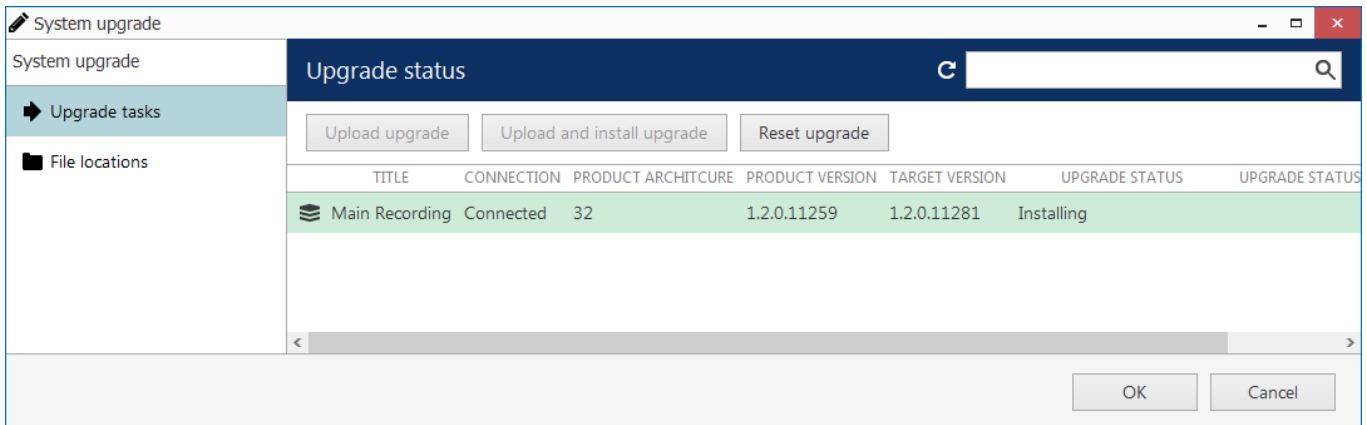 System upgrade
System upgrade
Upgrade status
Upgrade tasks
File locations
Upload upgrade Upload and install upgrade Reset upgrade
TITLE CONNECTION PRODUCT ARCHITCURE PRODUCT VERSION TARGET VERSION UPGRADE STATUS UPGRADE STATUS
Main Recording Connected 32 1.2.0.11259 1.2.0.11281 Installing
OK Cancel